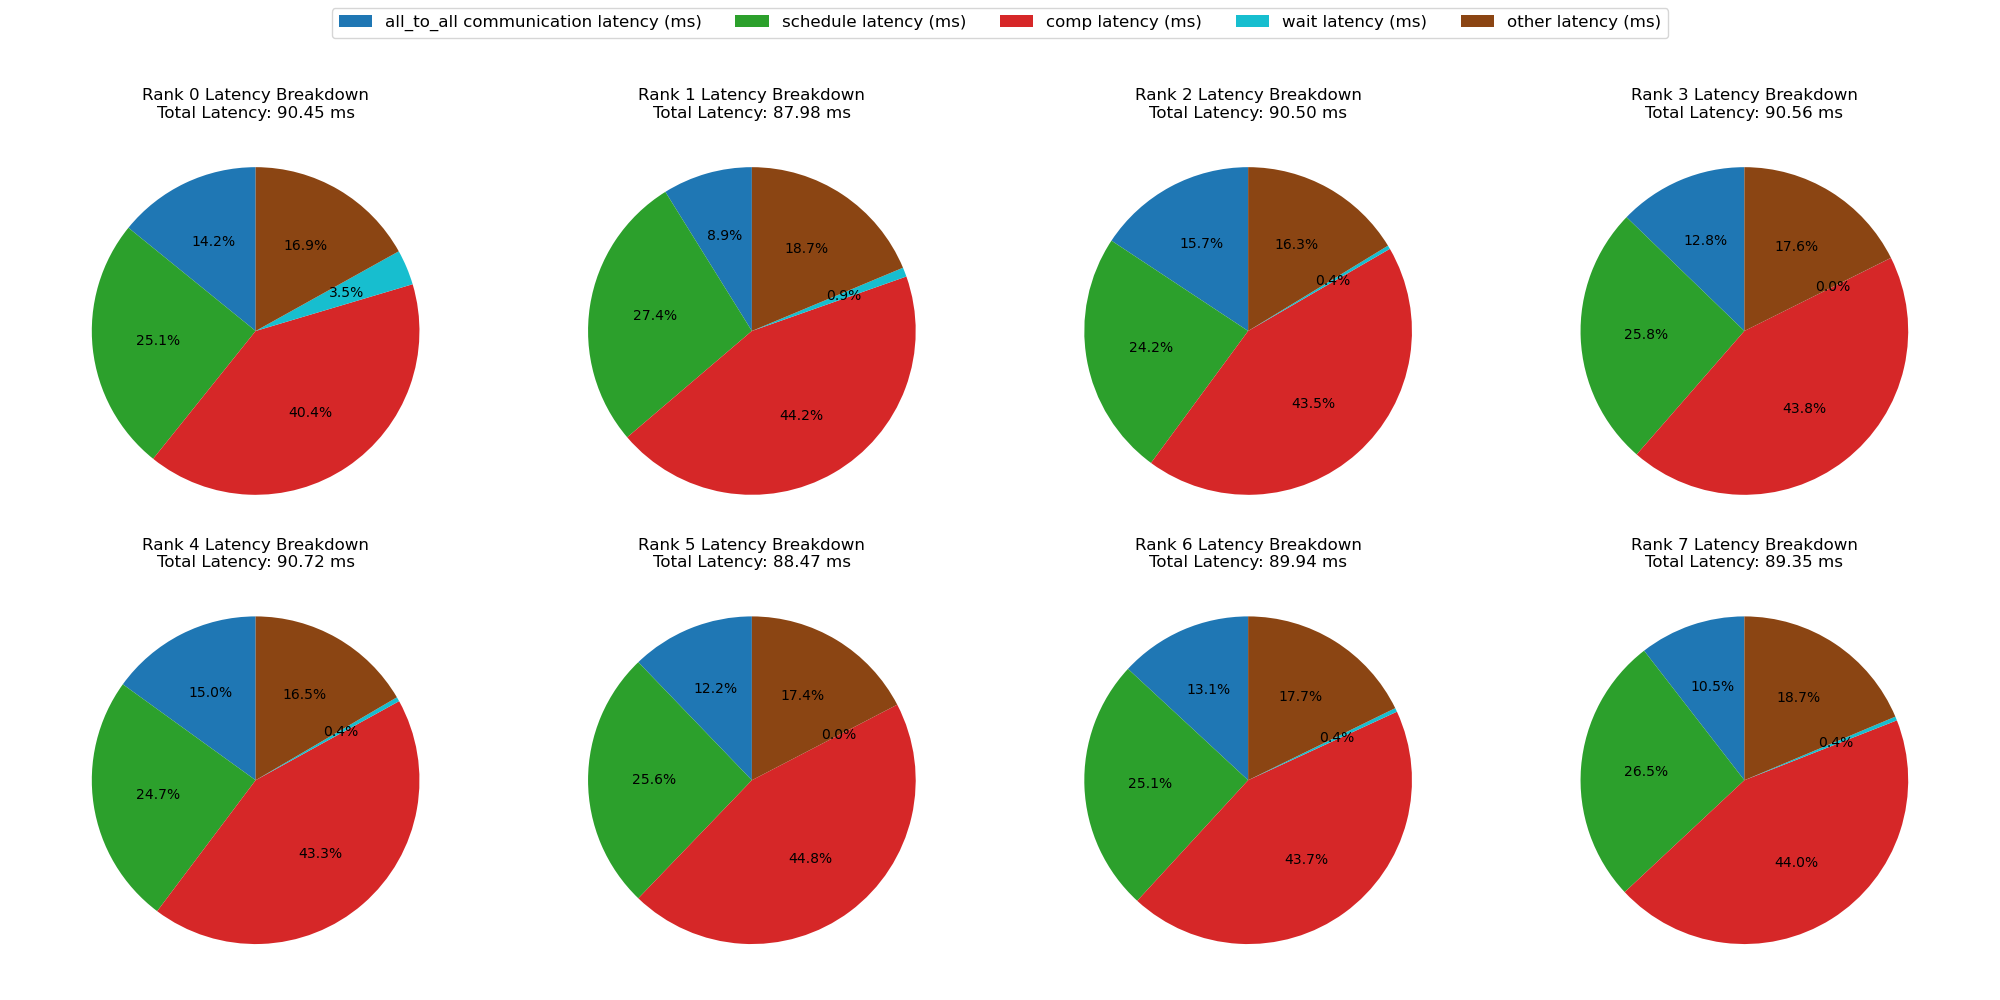 all_to_all communication latency (ms)
schedule latency (ms)
comp latency (ms)
wait latency (ms)
other latency (ms)
Rank 0 Latency Breakdown
Total Latency: 90.45 ms
14.2%
16.9%
3.5%
25.1%
40.4%
Rank 1 Latency Breakdown
Total Latency: 87.98 ms
8.9%
18.7%
0.9%
27.4%
44.2%
Rank 2 Latency Breakdown
Total Latency: 90.50 ms
15.7%
16.3%
0.4%
24.2%
43.5%
Rank 3 Latency Breakdown
Total Latency: 90.56 ms
12.8%
17.6%
0.0%
25.8%
43.8%
Rank 4 Latency Breakdown
Total Latency: 90.72 ms
15.0%
16.5%
0.4%
24.7%
43.3%
Rank 5 Latency Breakdown
Total Latency: 88.47 ms
12.2%
17.4%
0.0%
25.6%
44.8%
Rank 6 Latency Breakdown
Total Latency: 89.94 ms
13.1%
17.7%
0.4%
25.1%
43.7%
Rank 7 Latency Breakdown
Total Latency: 89.35 ms
10.5%
18.7%
0.4%
26.5%
44.0%